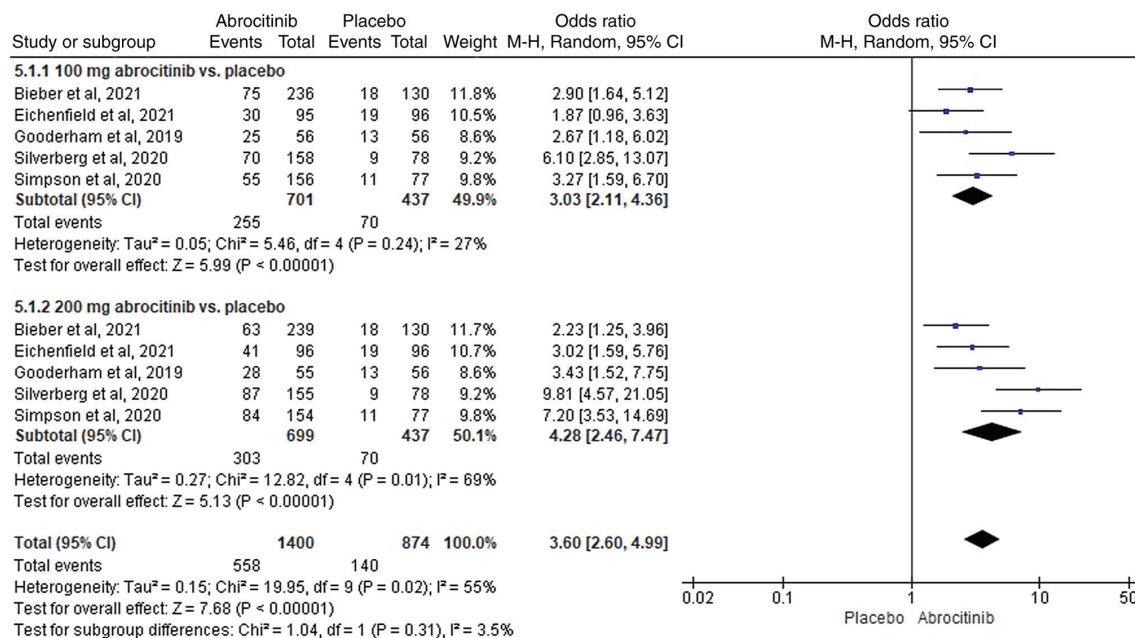 Abrocitinib Placebo Odds ratio Odds ratio
Study or subgroup Events Total Events Total Weight M-H, Random, 95% CI M-H, Random, 95% CI
5.1.1 100 mg abrocitinib vs. placebo
Bieber et al, 2021 75 236 18 130 11.8% 2.90 [1.64, 5.12]
Eichenfield et al, 2021 30 95 19 96 10.5% 1.87 [0.96, 3.63]
Gooderham et al, 2019 25 56 13 56 8.6% 2.67 [1.18, 6.02]
Silverberg et al, 2020 70 158 9 78 9.2% 6.10 [2.85, 13.07]
Simpson et al, 2020 55 156 11 77 9.8% 3.27 [1.59, 6.70]
Subtotal (95% CI) 701 437 49.9% 3.03 [2.11, 4.36]
Total events 255 70
Heterogeneity: Tau² = 0.05; Chi² = 5.46, df = 4 (P = 0.24); I² = 27%
Test for overall effect: Z = 5.99 (P < 0.00001)
5.1.2 200 mg abrocitinib vs. placebo
Bieber et al, 2021 63 239 18 130 11.7% 2.23 [1.25, 3.96]
Eichenfield et al, 2021 41 96 19 96 10.7% 3.02 [1.59, 5.76]
Gooderham et al, 2019 28 55 13 56 8.6% 3.43 [1.52, 7.75]
Silverberg et al, 2020 87 155 9 78 9.2% 9.81 [4.57, 21.05]
Simpson et al, 2020 84 154 11 77 9.8% 7.20 [3.53, 14.69]
Subtotal (95% CI) 699 437 50.1% 4.28 [2.46, 7.47]
Total events 303 70
Heterogeneity: Tau² = 0.27; Chi² = 12.82, df = 4 (P = 0.01); I² = 69%
Test for overall effect: Z = 5.13 (P < 0.00001)
Total (95% CI) 1400 874 100.0% 3.60 [2.60, 4.99]
Total events 558 140
Heterogeneity: Tau² = 0.15; Chi² = 19.95, df = 9 (P = 0.02); I² = 55%
Test for overall effect: Z = 7.68 (P < 0.00001)
Test for subgroup differences: Chi² = 1.04, df = 1 (P = 0.31), I² = 3.5%
0.02 0.1 1 10 50
Placebo Abrocitinib